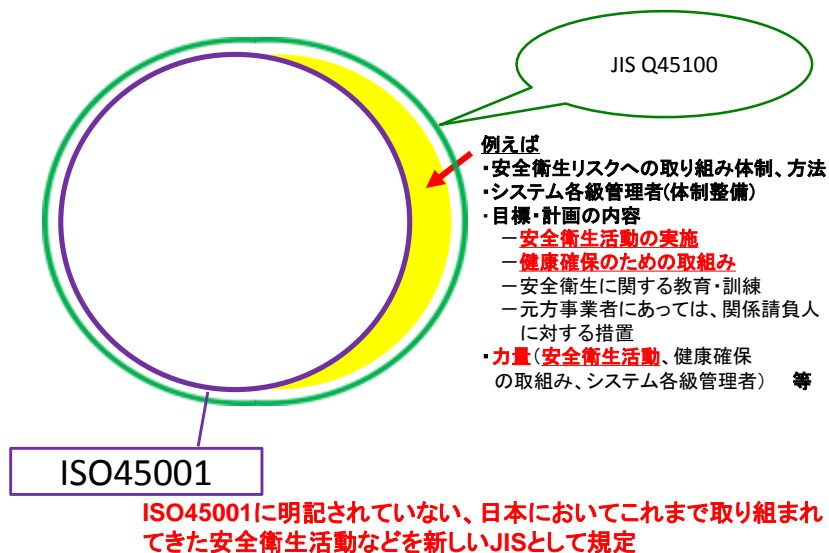 JIS Q45100
例えば
・安全衛生リスクへの取り組み体制、方法
・システム各級管理者(体制整備)
・目標・計画の内容
－安全衛生活動の実施
－健康確保のための取組み
－安全衛生に関する教育・訓練
－元方事業者にあっては、関係請負人
に対する措置
・力量（安全衛生活動、健康確保
の取組み、システム各級管理者） 等
ISO45001
ISO45001に明記されていない、日本においてこれまで取り組まれ
てきた安全衛生活動などを新しいJISとして規定